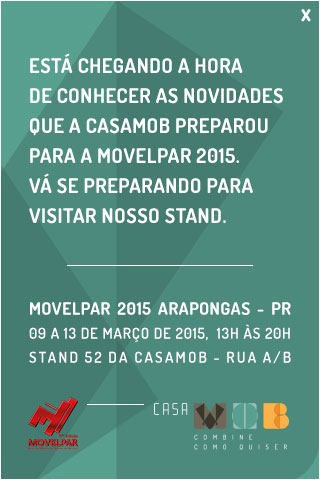 X
ESTÁ CHEGANDO A HORA
DE CONHECER AS NOVIDADES
QUE A CASAMOB PREPAROU
PARA A MOVELPAR 2015.
VÁ SE PREPARANDO PARA
VISITAR NOSSO STAND.
MOVELPAR 2015 ARAPONGAS - PR
09 A 13 DE MARÇO DE 2015, 13H ÀS 20H
STAND 52 DA CASAMOB - RUA A/B
CASA MOB
MOVELPAR
COMBINE
COMO QUISER